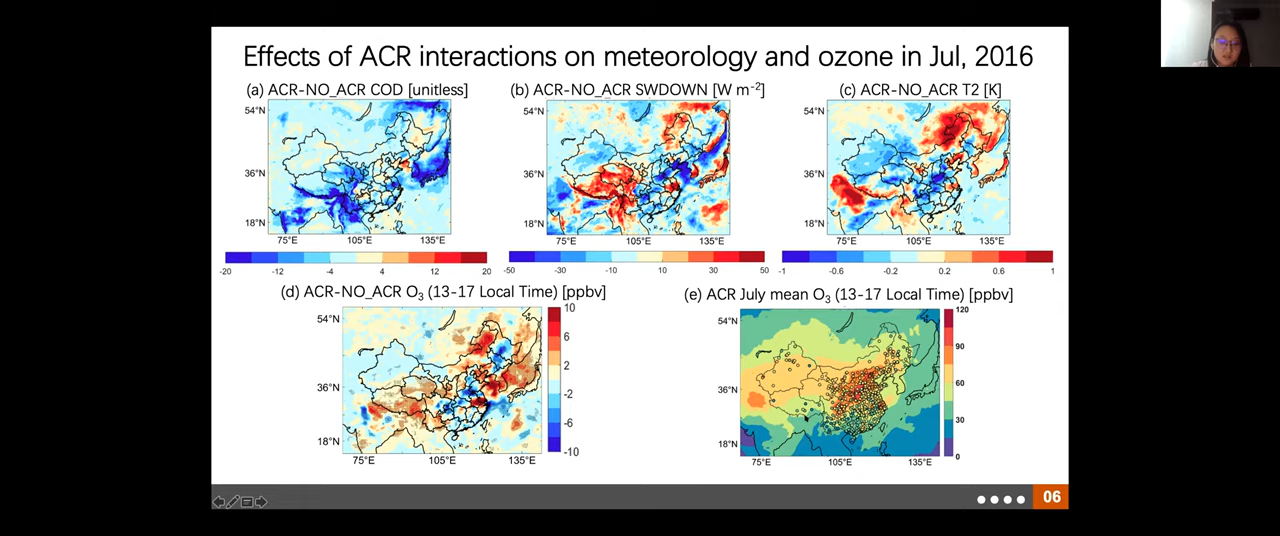 Effects of ACR interactions on meteorology and ozone in Jul, 2016
(a) ACR-NO_ACR COD [unitless]
(b) ACR-NO_ACR SWDOWN [W m⁻²]
(c) ACR-NO_ACR T2 [K]
54°N
36°N
18°N
75°E 105°E 135°E
-20 -12 -4 4 12 20
54°N
36°N
18°N
75°E 105°E 135°E
-50 -30 -10 10 30 50
54°N
36°N
18°N
75°E 105°E 135°E
-1 -0.6 -0.2 0.2 0.6 1
(d) ACR-NO_ACR O₃ (13-17 Local Time) [ppbv]
54°N
36°N
18°N
75°E 105°E 135°E
10
6
2
-2
-6
-10
(e) ACR July mean O₃ (13-17 Local Time) [ppbv]
54°N
36°N
18°N
75°E 105°E 135°E
120
90
60
30
0
06